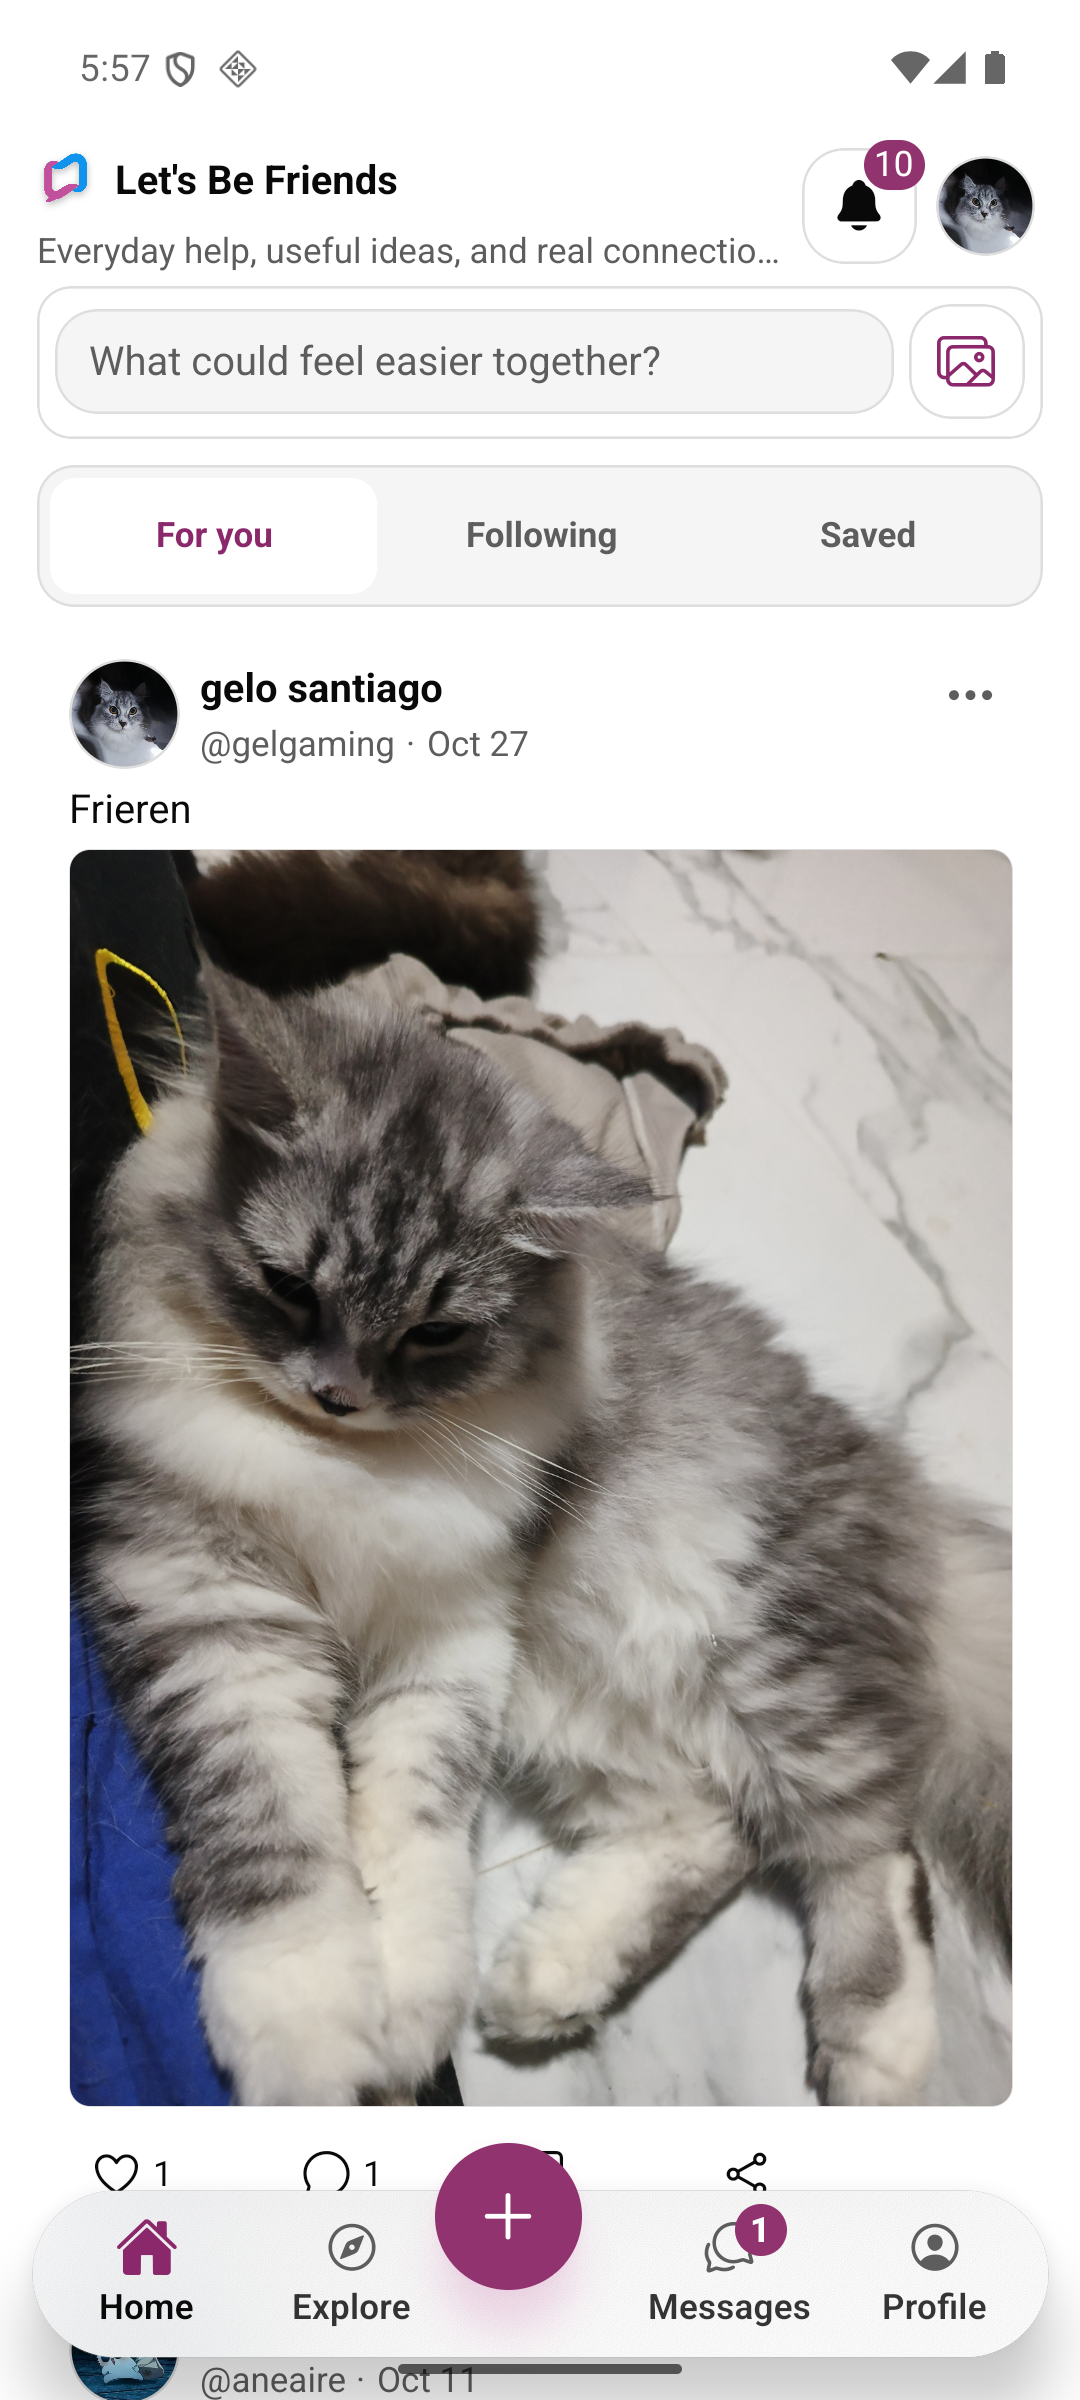 5:57
Let's Be Friends
10
Everyday help, useful ideas, and real connectio...
What could feel easier together?
For you
Following
Saved
gelo santiago
@gelgaming · Oct 27
Frieren
1
1
Home
Explore
1
Messages
Profile
@aneaire · Oct 11